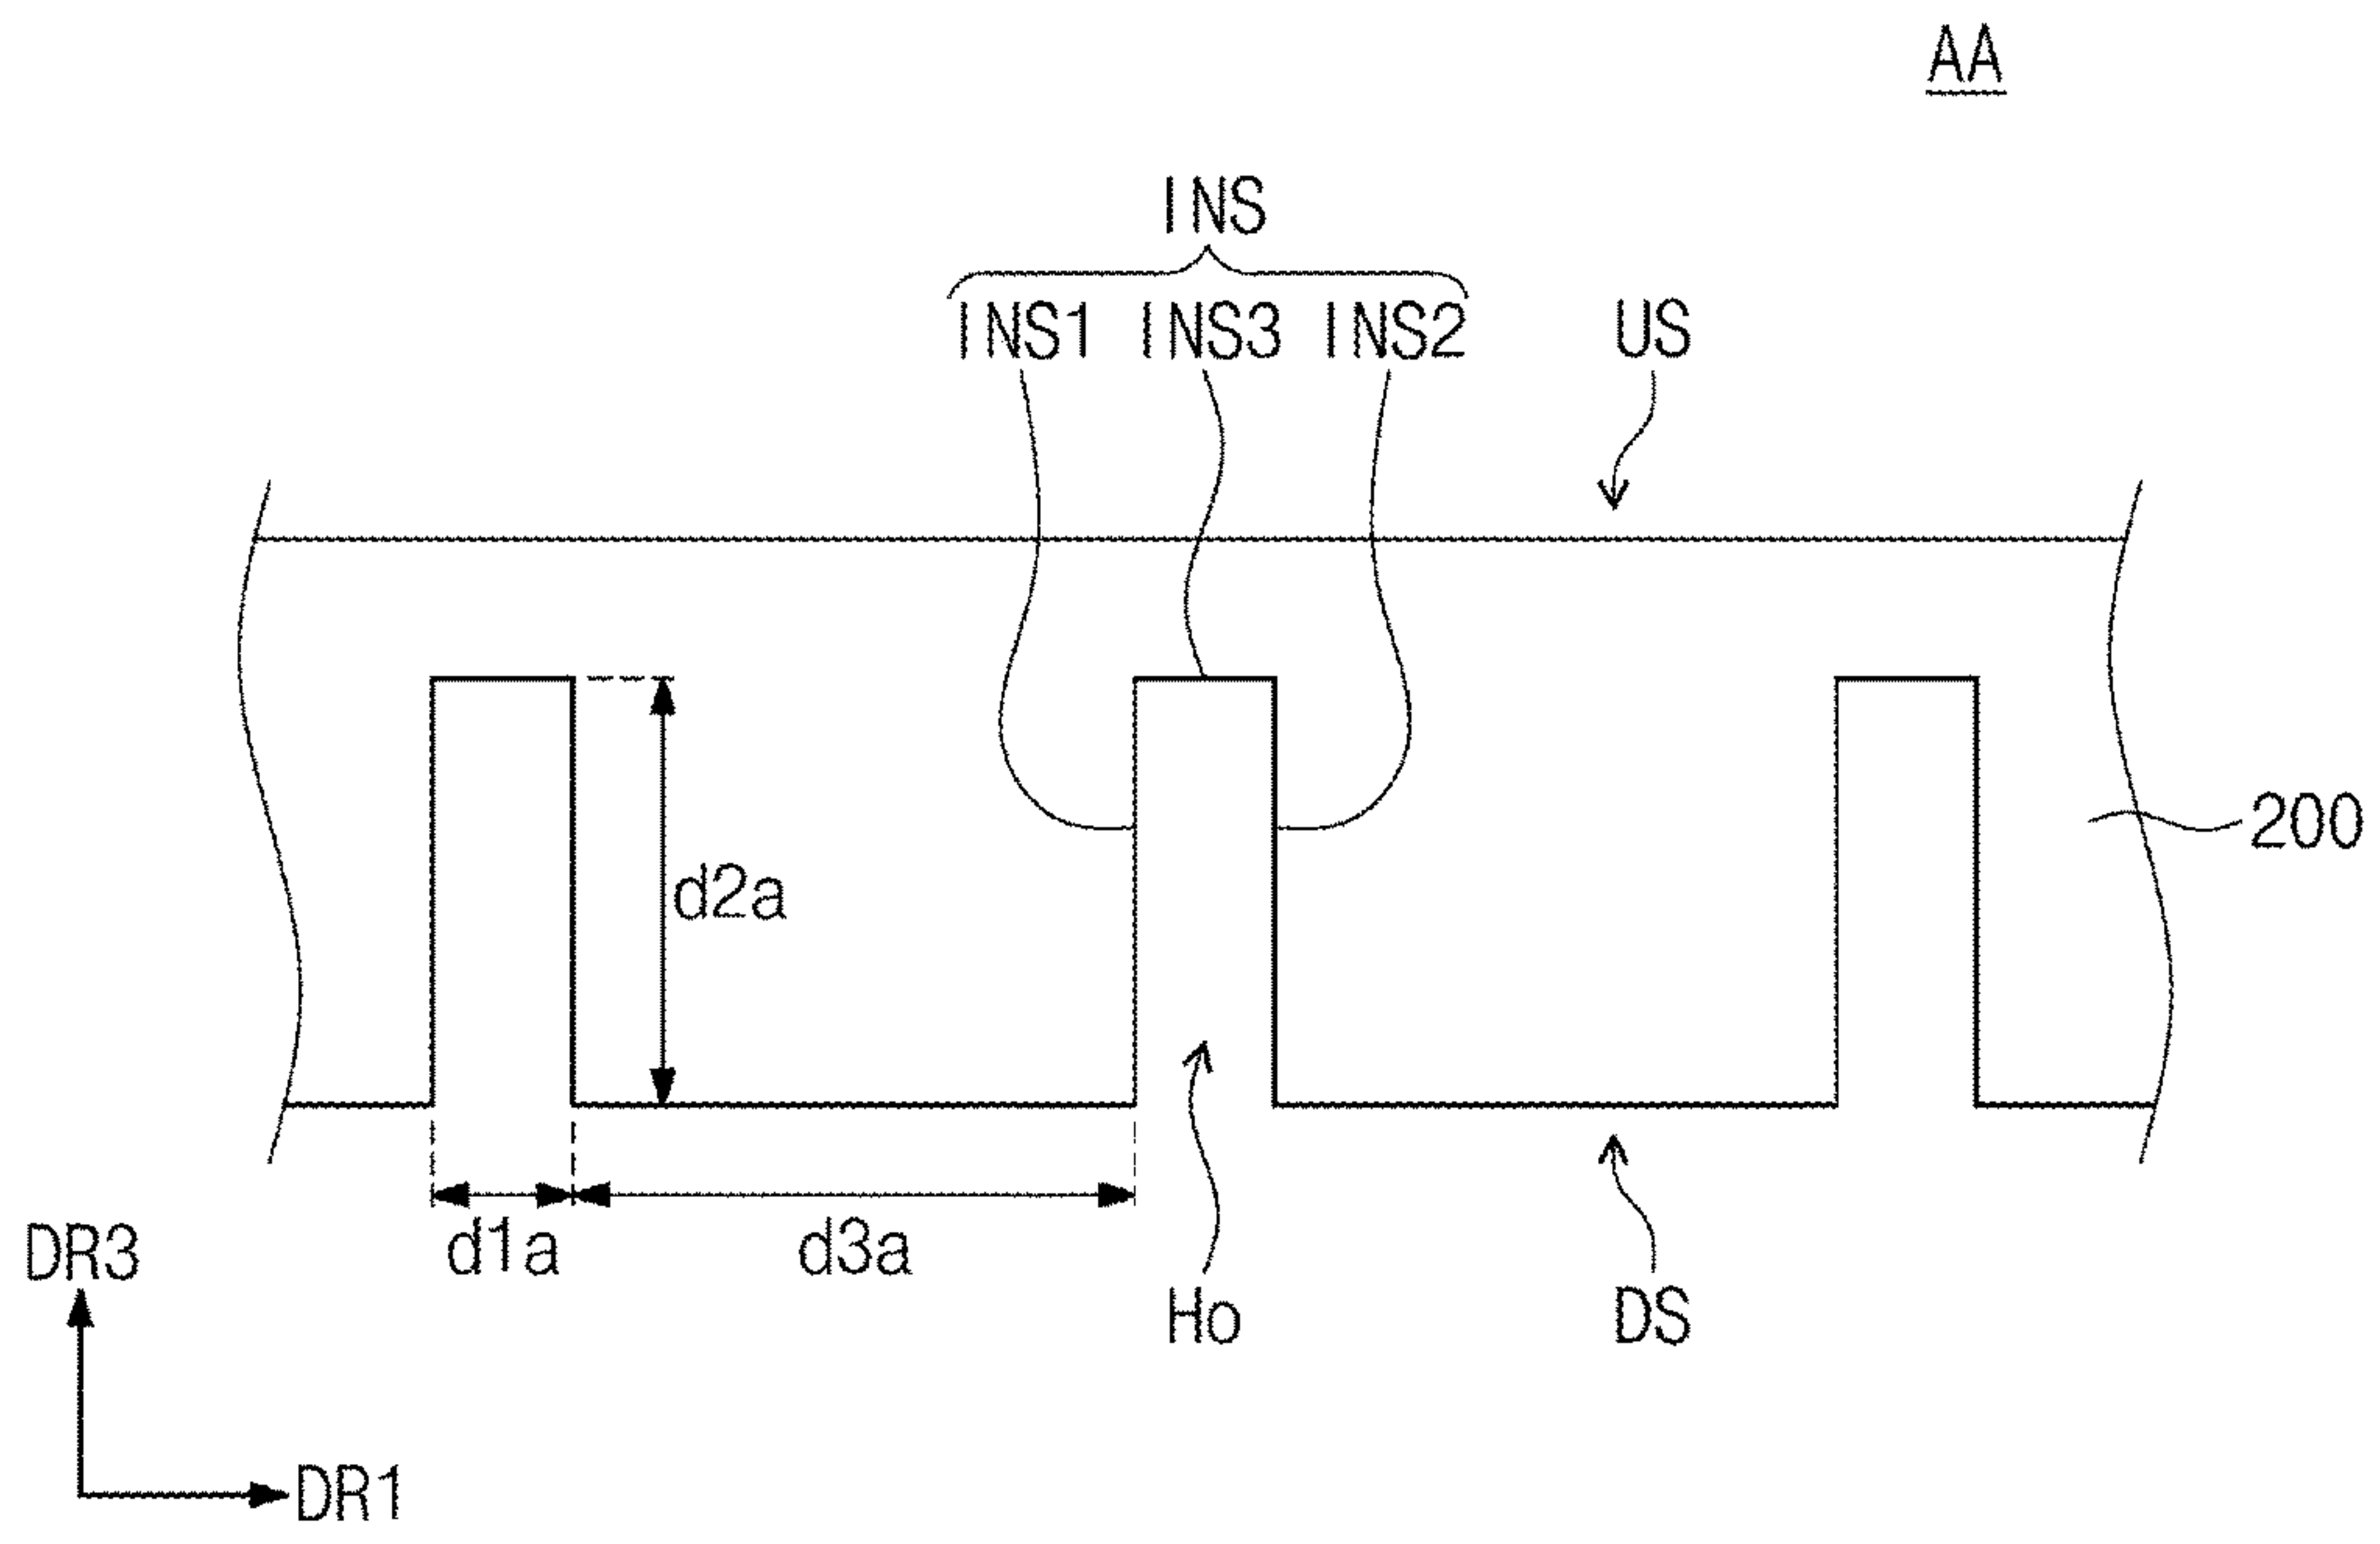 AA
INS
INS1 INS3 INS2 US
200
d2a
DR3 d1a d3a
Ho DS
DR1